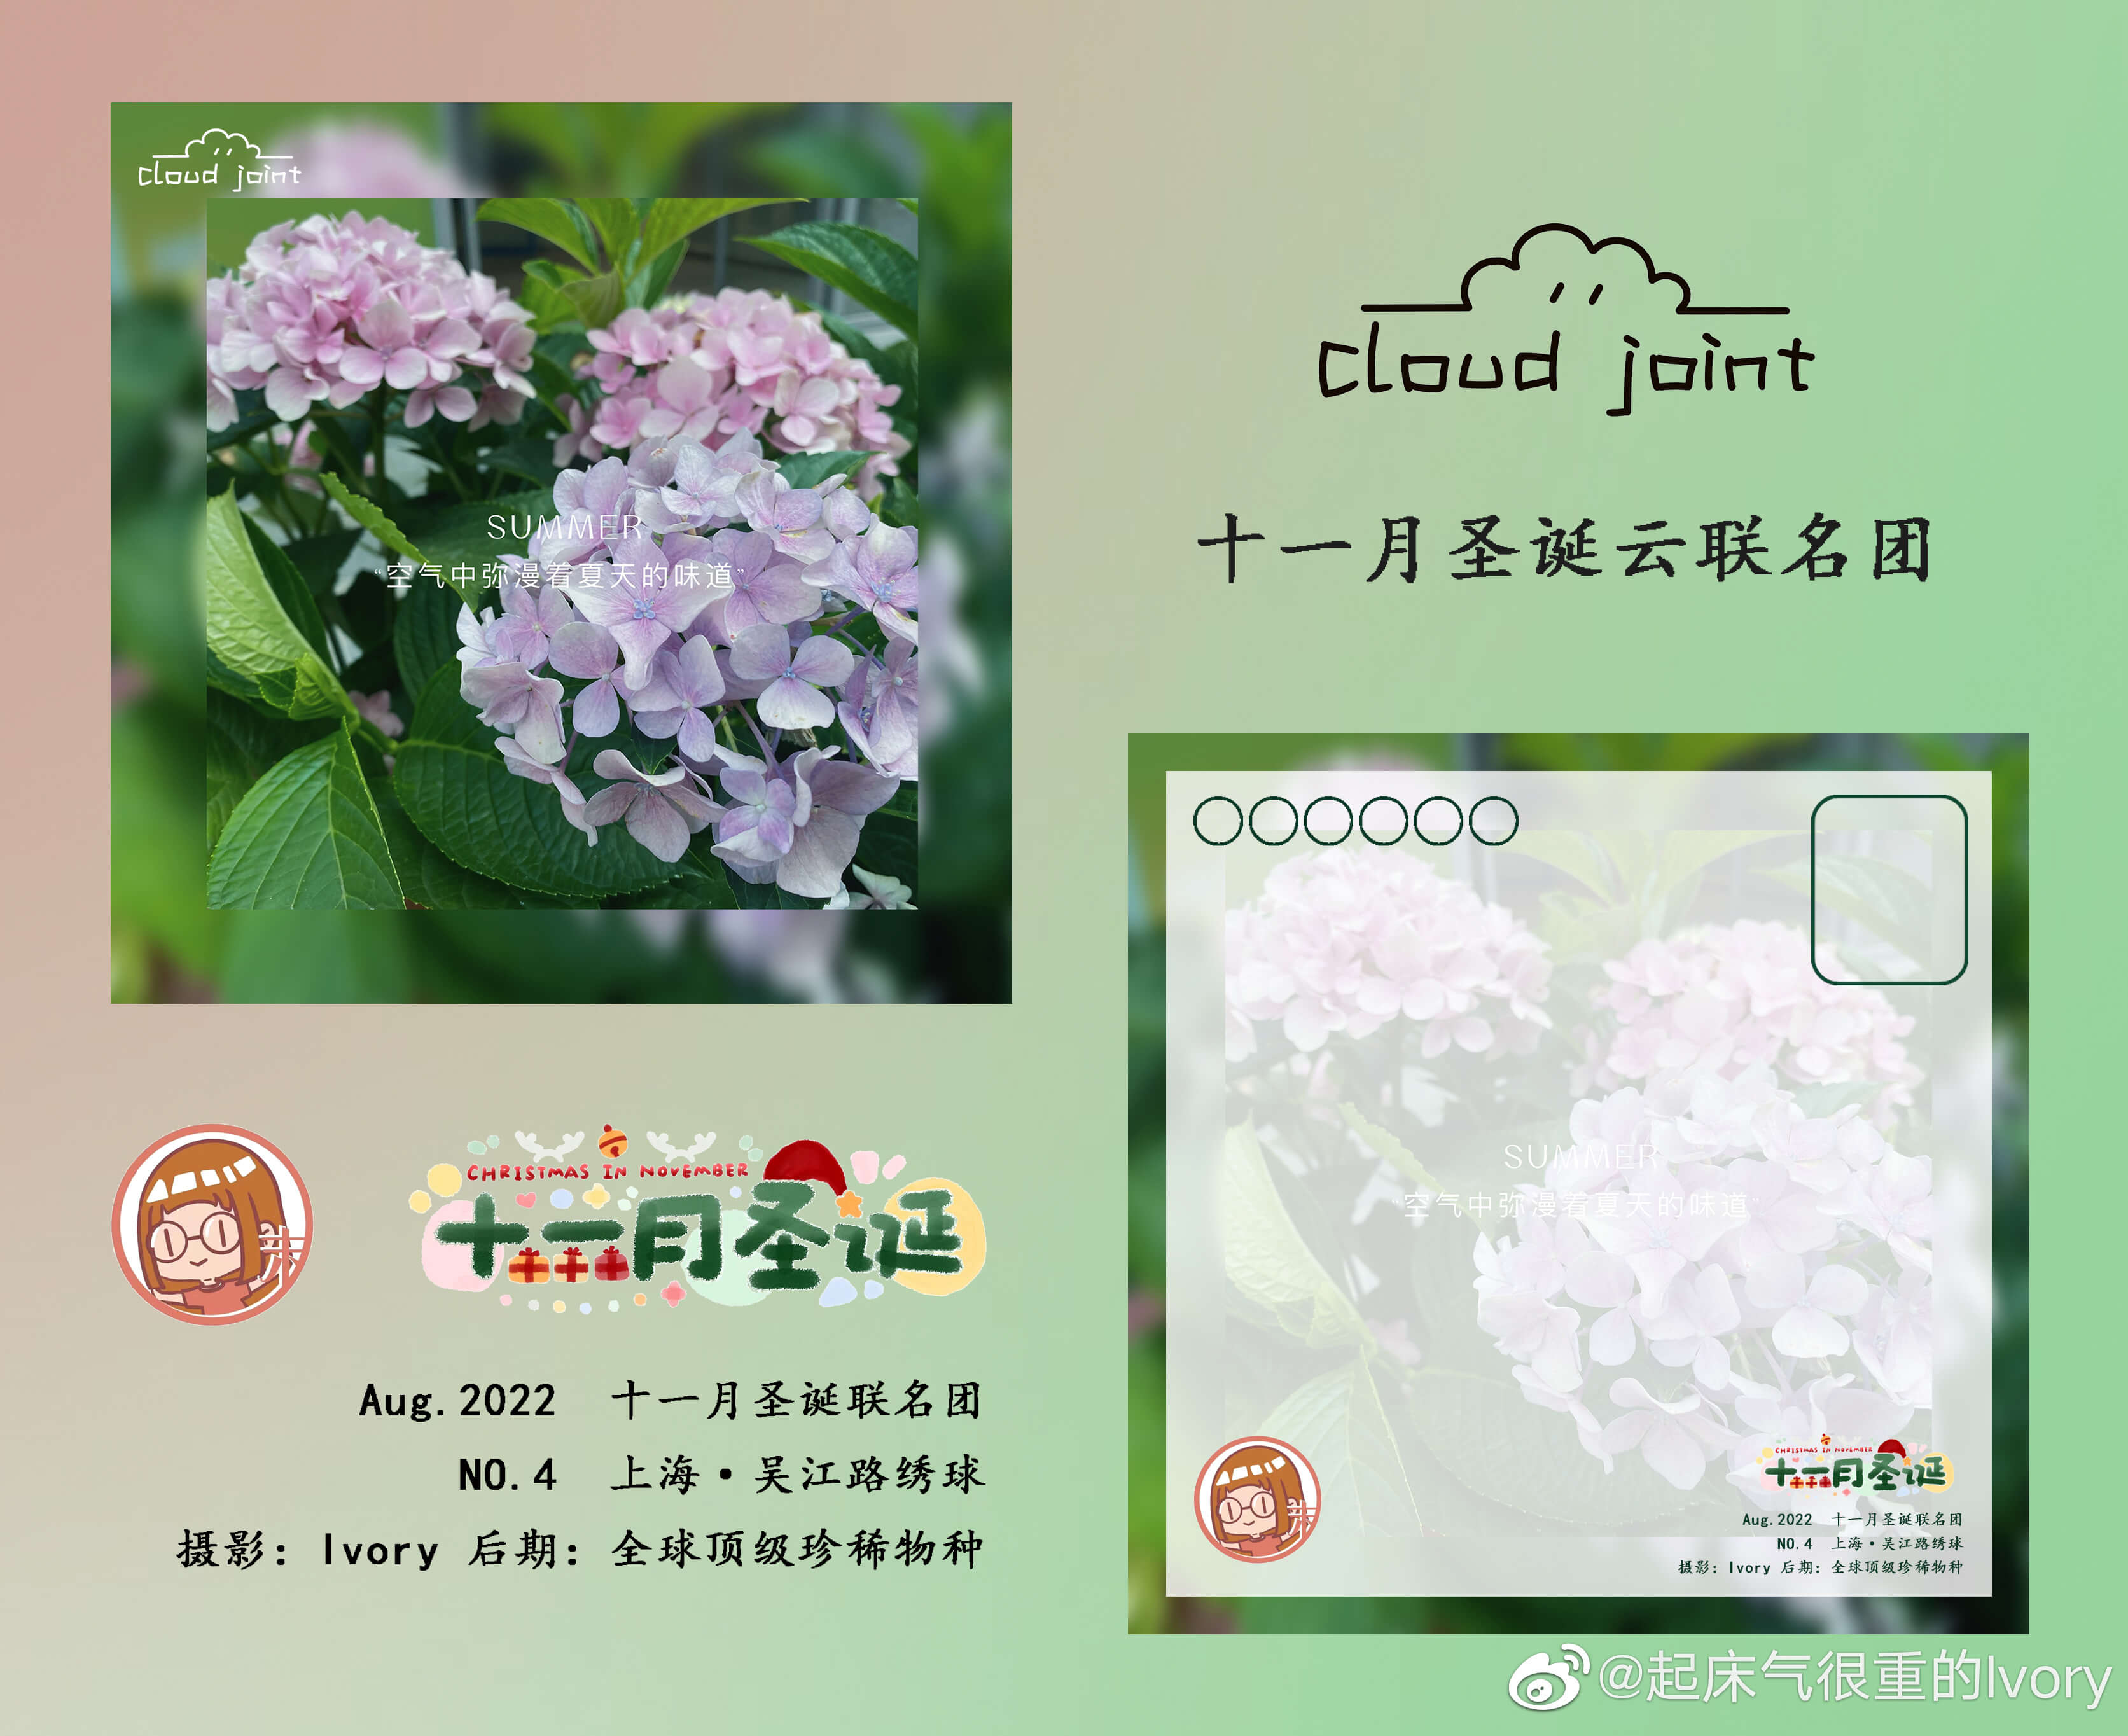 cloud joint
SUMMER
“空气中弥漫着夏天的味道”
cloud joint
十一月圣诞云联名团
CHRISTMAS IN NOVEMBER
十一月圣诞
Aug.2022 十一月圣诞联名团
NO.4 上海·吴江路绣球
摄影：Ivory 后期：全球顶级珍稀物种
SUMMER
“空气中弥漫着夏天的味道”
CHRISTMAS IN NOVEMBER
十一月圣诞
Aug.2022 十一月圣诞联名团
NO.4 上海·吴江路绣球
摄影：Ivory 后期：全球顶级珍稀物种
@起床气很重的Ivory